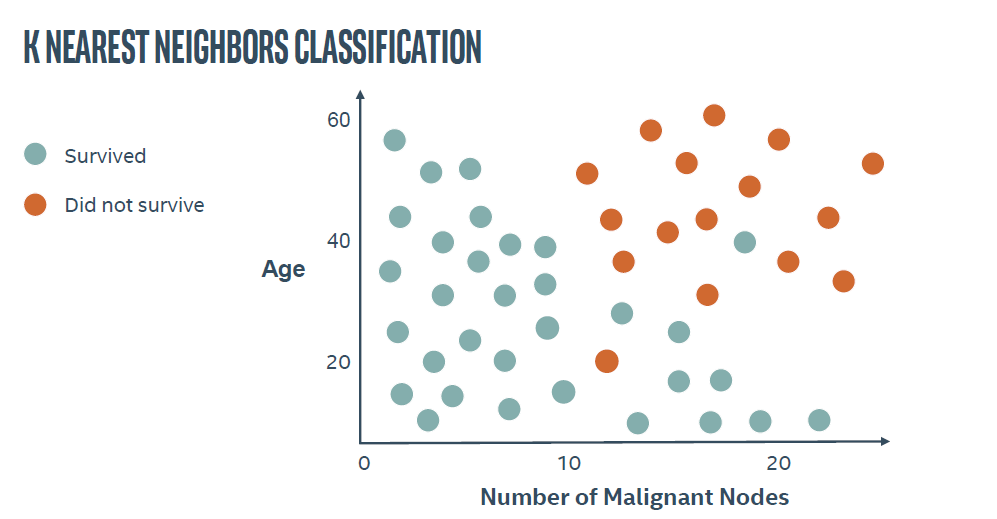 K NEAREST NEIGHBORS CLASSIFICATION
Survived
Did not survive
60
40
20
Age
0 10 20
Number of Malignant Nodes